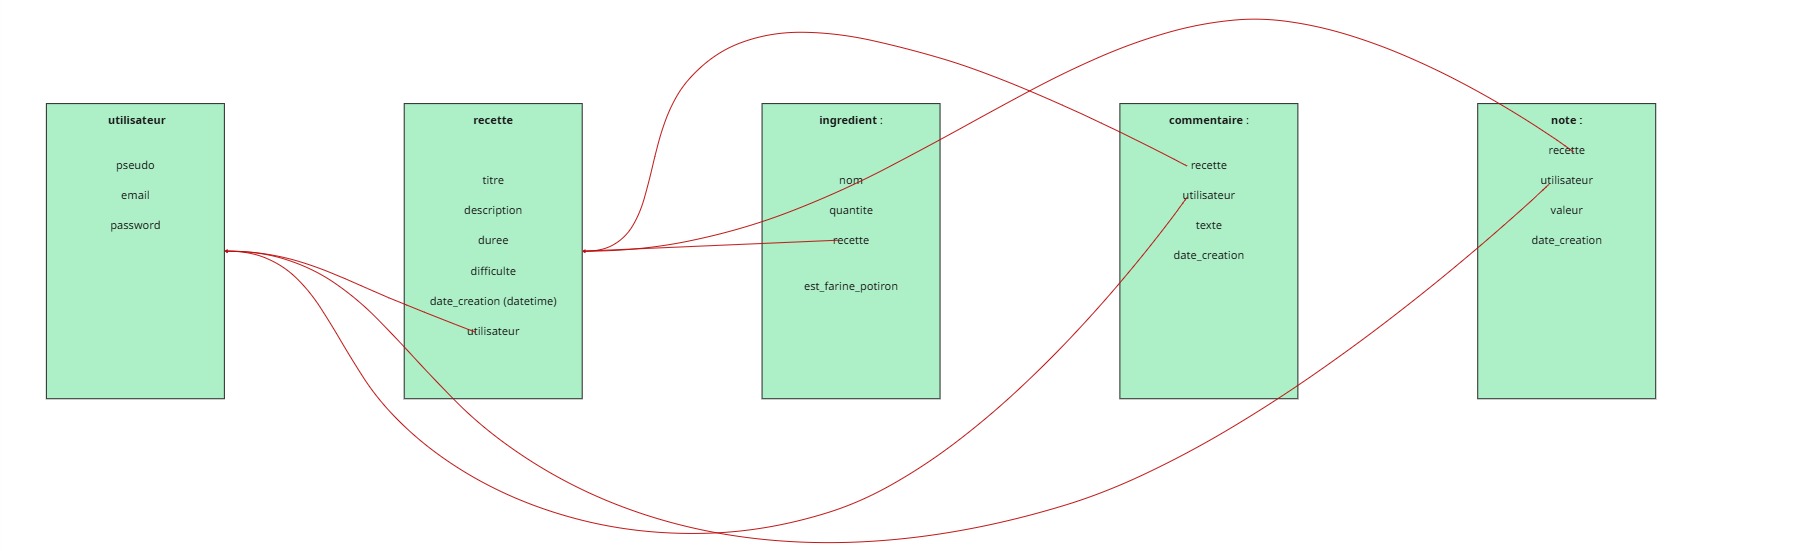 utilisateur
pseudo
email
password
recette
titre
description
duree
difficulte
date_creation (datetime)
utilisateur
ingredient :
nom
quantite
recette
est_farine_potiron
commentaire :
recette
utilisateur
texte
date_creation
note :
recette
utilisateur
valeur
date_creation